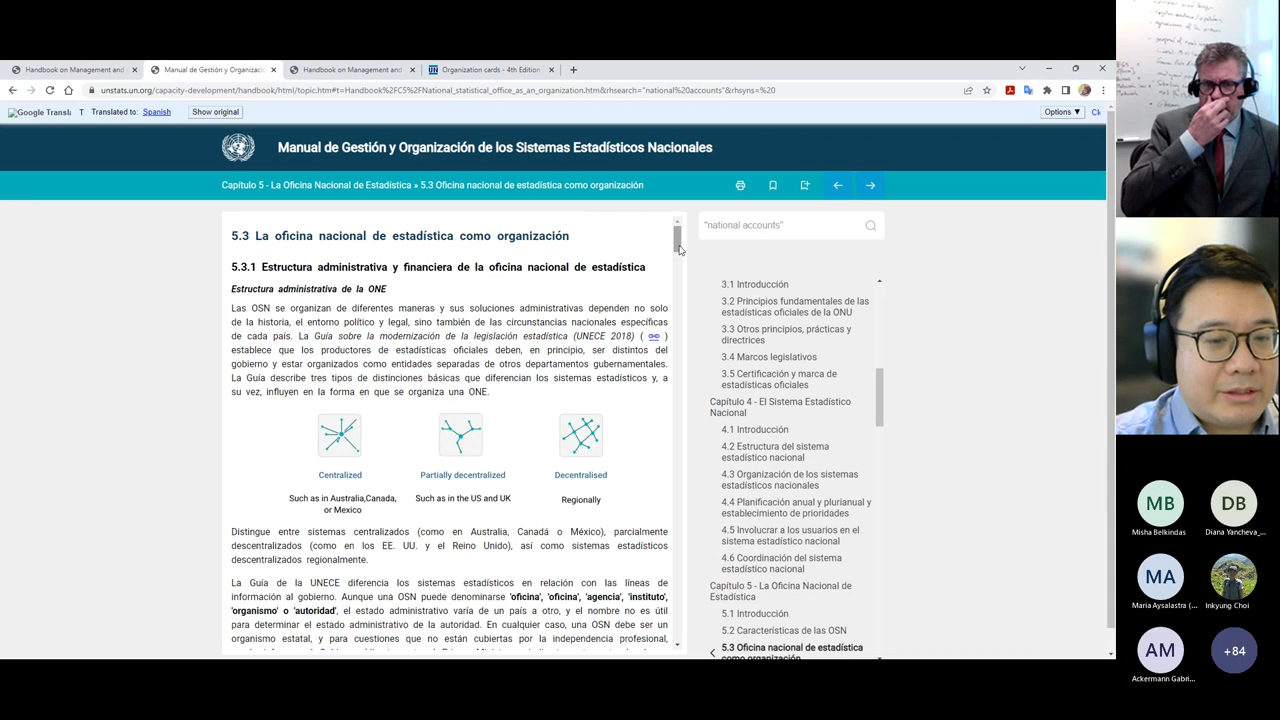 Handbook on Management and
Manual de Gestión y Organizació
Handbook on Management and
Organization cards - 4th Edition
unstats.un.org/capacity-development/handbook/html/topic.htm#t=Handbook%2FC5%2FNational_statistical_office_as_an_organization.htm&rhsearch="national%20accounts"&rhsyns=%20
Google Transla
T
Translated to: Spanish
Show original
Options ▼
Manual de Gestión y Organización de los Sistemas Estadísticos Nacionales
Capítulo 5 - La Oficina Nacional de Estadística » 5.3 Oficina nacional de estadística como organización
5.3 La oficina nacional de estadística como organización
5.3.1 Estructura administrativa y financiera de la oficina nacional de estadística
Estructura administrativa de la ONE
Las OSN se organizan de diferentes maneras y sus soluciones administrativas dependen no solo
de la historia, el entorno político y legal, sino también de las circunstancias nacionales específicas
de cada país. La Guía sobre la modernización de la legislación estadística (UNECE 2018) ( )
establece que los productores de estadísticas oficiales deben, en principio, ser distintos del
gobierno y estar organizados como entidades separadas de otros departamentos gubernamentales.
La Guía describe tres tipos de distinciones básicas que diferencian los sistemas estadísticos y, a
su vez, influyen en la forma en que se organiza una ONE.
Centralized
Partially decentralized
Decentralised
Such as in Australia,Canada,
or Mexico
Such as in the US and UK
Regionally
Distingue entre sistemas centralizados (como en Australia, Canadá o México), parcialmente
descentralizados (como en los EE. UU. y el Reino Unido), así como sistemas estadísticos
descentralizados regionalmente.
La Guía de la UNECE diferencia los sistemas estadísticos en relación con las líneas de
información al gobierno. Aunque una OSN puede denominarse 'oficina', 'oficina', 'agencia', 'instituto',
'organismo' o 'autoridad', el estado administrativo varía de un país a otro, y el nombre no es útil
para determinar el estado administrativo de la autoridad. En cualquier caso, una OSN debe ser un
organismo estatal, y para cuestiones que no están cubiertas por la independencia profesional,
"national accounts"
3.1 Introducción
3.2 Principios fundamentales de las
estadísticas oficiales de la ONU
3.3 Otros principios, prácticas y
directrices
3.4 Marcos legislativos
3.5 Certificación y marca de
estadísticas oficiales
Capítulo 4 - El Sistema Estadístico
Nacional
4.1 Introducción
4.2 Estructura del sistema
estadístico nacional
4.3 Organización de los sistemas
estadísticos nacionales
4.4 Planificación anual y plurianual y
establecimiento de prioridades
4.5 Involucrar a los usuarios en el
sistema estadístico nacional
4.6 Coordinación del sistema
estadístico nacional
Capítulo 5 - La Oficina Nacional de
Estadística
5.1 Introducción
5.2 Características de las OSN
5.3 Oficina nacional de estadística
como organización
MB
Misha Belkindas
DB
Diana Yancheva_...
MA
Maria Aysalastra (...
Inkyung Choi
AM
Ackermann Gabri...
+84